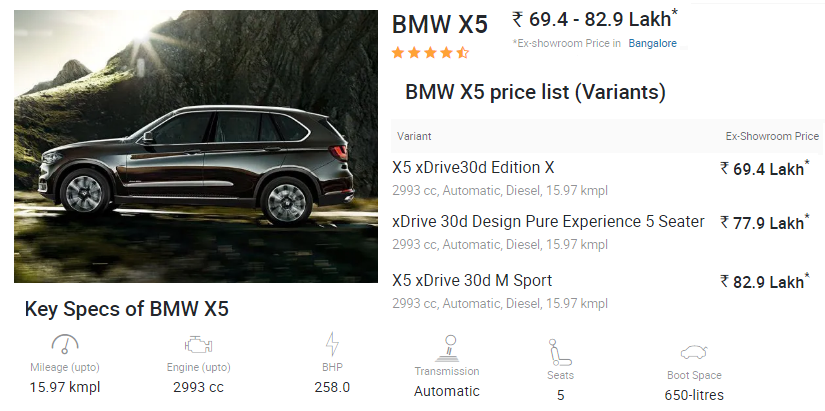 BMW X5
₹ 69.4 - 82.9 Lakh*
*Ex-showroom Price in Bangalore
BMW X5 price list (Variants)
Variant Ex-Showroom Price
X5 xDrive30d Edition X ₹ 69.4 Lakh*
2993 cc, Automatic, Diesel, 15.97 kmpl
xDrive 30d Design Pure Experience 5 Seater ₹ 77.9 Lakh*
2993 cc, Automatic, Diesel, 15.97 kmpl
X5 xDrive 30d M Sport ₹ 82.9 Lakh*
2993 cc, Automatic, Diesel, 15.97 kmpl
Key Specs of BMW X5
Mileage (upto) Engine (upto) BHP Transmission Seats Boot Space
15.97 kmpl 2993 cc 258.0 Automatic 5 650-litres